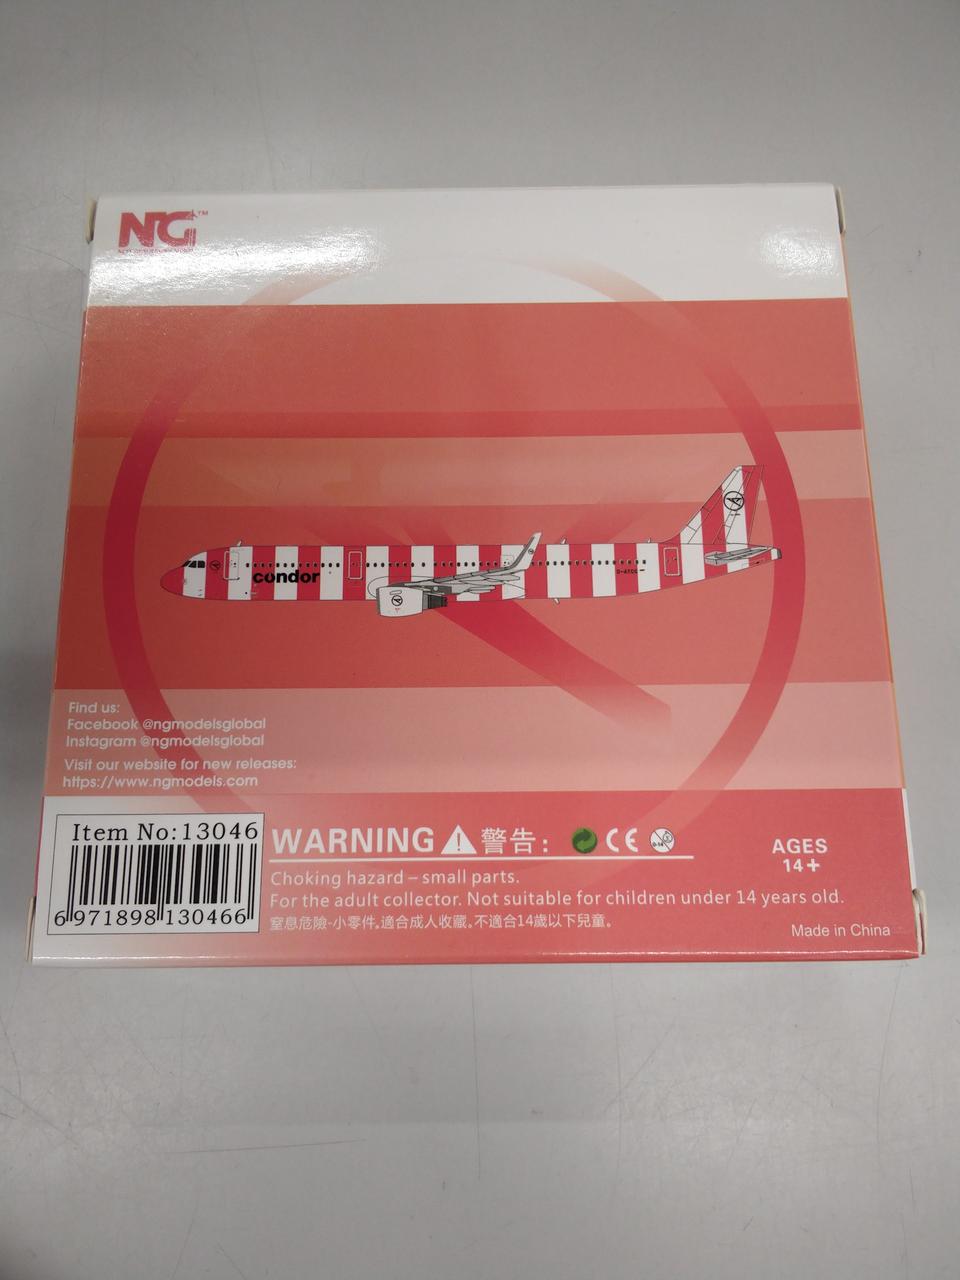 NG™
condor
Find us:
Facebook @ngmodelsglobal
Instagram @ngmodelsglobal
Visit our website for new releases:
https://www.ngmodels.com
Item No:13046
6 971898 130466
WARNING 警告：
CE
0-14
AGES
14+
Choking hazard – small parts.
For the adult collector. Not suitable for children under 14 years old.
窒息危險-小零件,適合成人收藏。不適合14歲以下兒童。
Made in China